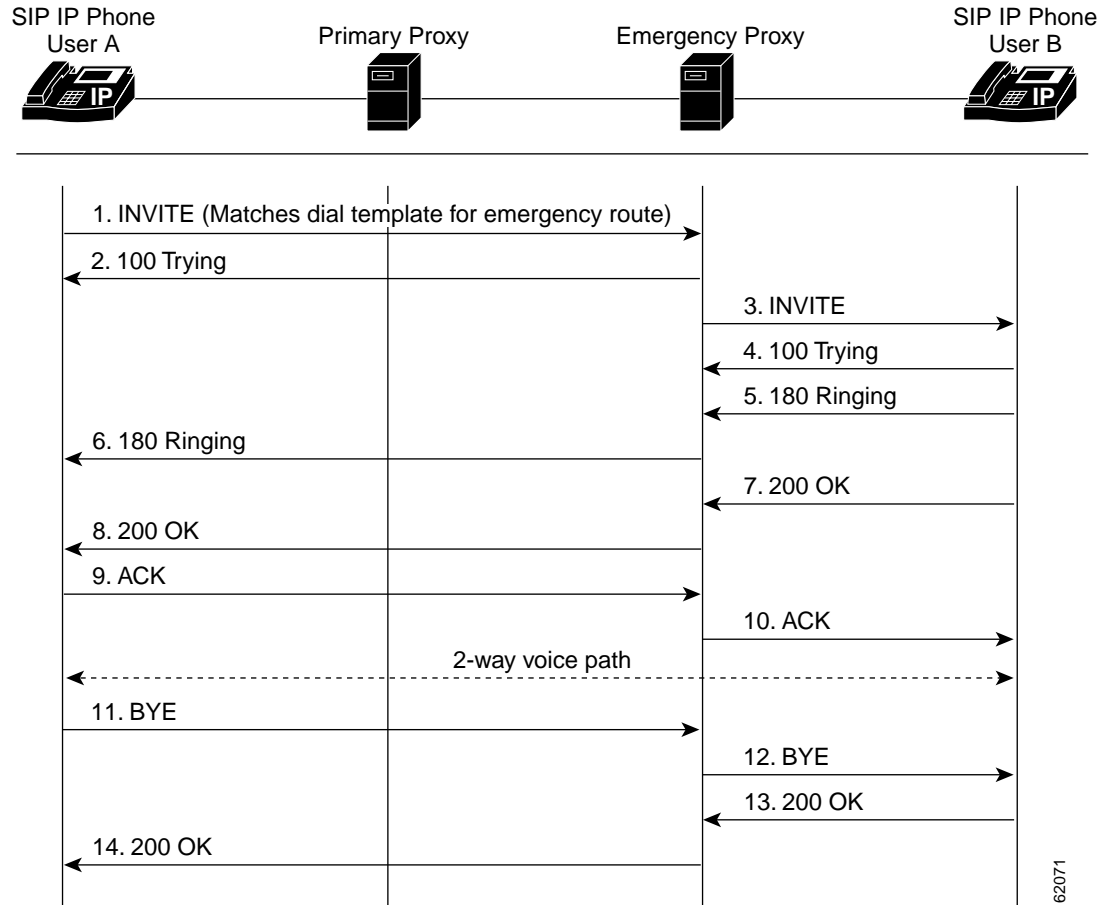 SIP IP Phone
User A
Primary Proxy
Emergency Proxy
SIP IP Phone
User B
IP
IP
1. INVITE (Matches dial template for emergency route)
2. 100 Trying
3. INVITE
4. 100 Trying
5. 180 Ringing
6. 180 Ringing
7. 200 OK
8. 200 OK
9. ACK
10. ACK
2-way voice path
11. BYE
12. BYE
13. 200 OK
14. 200 OK
62071